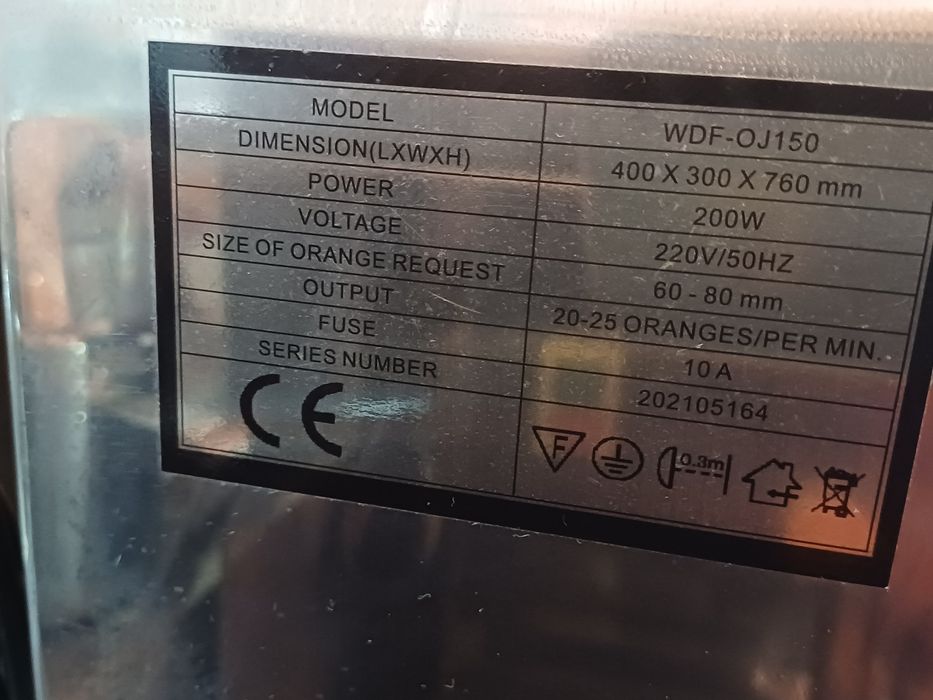 MODEL WDF-OJ150
DIMENSION(LXWXH) 400 X 300 X 760 mm
POWER 200W
VOLTAGE 220V/50HZ
SIZE OF ORANGE REQUEST 60 - 80 mm
OUTPUT 20-25 ORANGES/PER MIN.
FUSE 10 A
SERIES NUMBER 202105164
CE F 0.3m